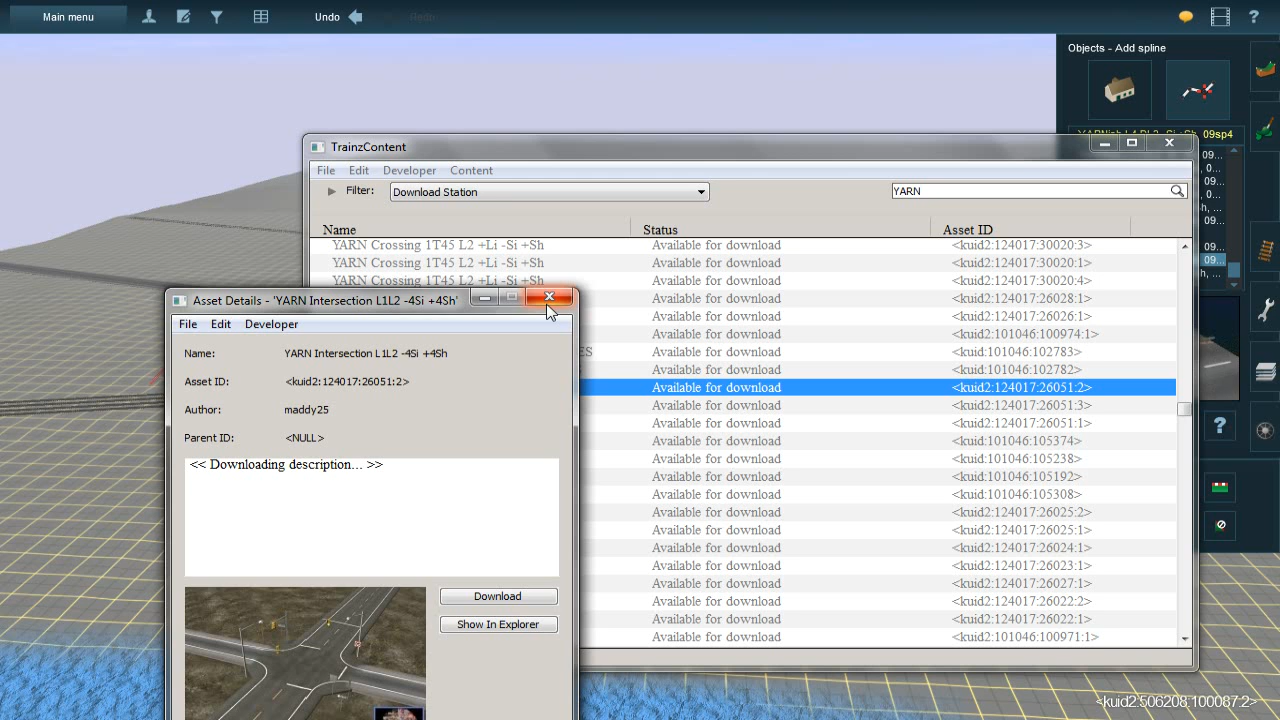 Main menu
Undo
Redo
Objects - Add spline
TrainzContent
File Edit Developer Content
Filter: Download Station
YARN
Name Status Asset ID
YARN Crossing 1T45 L2 +Li -Si +Sh Available for download <kuid2:124017:30020:3>
YARN Crossing 1T45 L2 +Li -Si +Sh Available for download <kuid2:124017:30020:1>
YARN Crossing 1T45 L2 +Li -Si +Sh Available for download <kuid2:124017:30020:4>
Available for download <kuid2:124017:26028:1>
Available for download <kuid2:124017:26026:1>
Available for download <kuid2:101046:100974:1>
ES Available for download <kuid:101046:102783>
Available for download <kuid:101046:102782>
Available for download <kuid2:124017:26051:2>
Available for download <kuid2:124017:26051:3>
Available for download <kuid2:124017:26051:1>
Available for download <kuid:101046:105374>
Available for download <kuid:101046:105238>
Available for download <kuid:101046:105192>
Available for download <kuid:101046:105308>
Available for download <kuid2:124017:26025:2>
Available for download <kuid2:124017:26025:1>
Available for download <kuid2:124017:26024:1>
Available for download <kuid2:124017:26023:1>
Available for download <kuid2:124017:26027:1>
Available for download <kuid2:124017:26022:2>
Available for download <kuid2:124017:26022:1>
Available for download <kuid2:101046:100971:1>
Asset Details - 'YARN Intersection L1L2 -4Si +4Sh'
File Edit Developer
Name: YARN Intersection L1L2 -4Si +4Sh
Asset ID: <kuid2:124017:26051:2>
Author: maddy25
Parent ID: <NULL>
<< Downloading description... >>
Download
Show In Explorer
<kuid2:506208:100087:2>